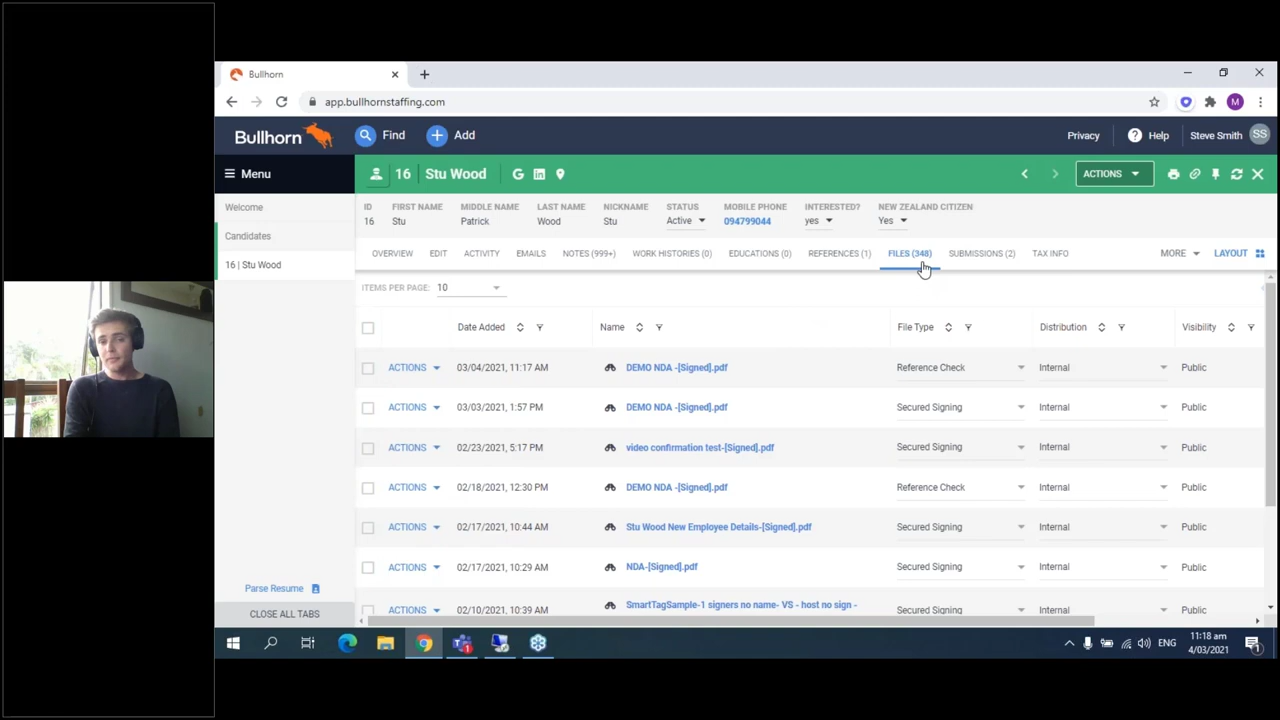 Bullhorn
app.bullhornstaffing.com
M
Bullhorn
Find
Add
Privacy
Help
Steve Smith
SS
Menu
16 Stu Wood
ACTIONS
Welcome
Candidates
16 | Stu Wood
ID
16
FIRST NAME
Stu
MIDDLE NAME
Patrick
LAST NAME
Wood
NICKNAME
Stu
STATUS
Active
MOBILE PHONE
094799044
INTERESTED?
yes
NEW ZEALAND CITIZEN
Yes
OVERVIEW EDIT ACTIVITY EMAILS NOTES (999+) WORK HISTORIES (0) EDUCATIONS (0) REFERENCES (1) FILES (348) SUBMISSIONS (2) TAX INFO MORE LAYOUT
ITEMS PER PAGE: 10
Date Added Name File Type Distribution Visibility
ACTIONS 03/04/2021, 11:17 AM DEMO NDA -[Signed].pdf Reference Check Internal Public
ACTIONS 03/03/2021, 1:57 PM DEMO NDA -[Signed].pdf Secured Signing Internal Public
ACTIONS 02/23/2021, 5:17 PM video confirmation test-[Signed].pdf Secured Signing Internal Public
ACTIONS 02/18/2021, 12:30 PM DEMO NDA -[Signed].pdf Reference Check Internal Public
ACTIONS 02/17/2021, 10:44 AM Stu Wood New Employee Details-[Signed].pdf Secured Signing Internal Public
ACTIONS 02/17/2021, 10:29 AM NDA-[Signed].pdf Secured Signing Internal Public
ACTIONS 02/10/2021, 10:39 AM SmartTagSample-1 signers no name- VS - host no sign - Secured Signing Internal Public
Parse Resume
CLOSE ALL TABS
ENG
11:18 am
4/03/2021